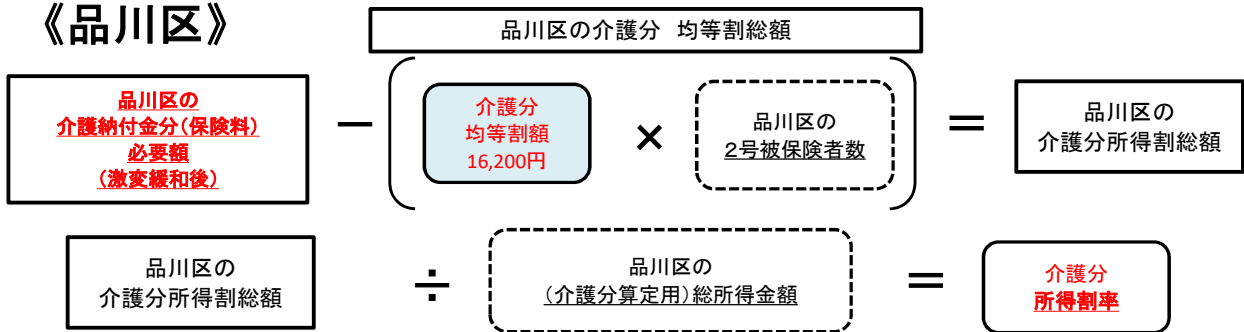 《品川区》
品川区の介護分 均等割総額
品川区の
介護納付金分(保険料)
必要額
(激変緩和後)
－
介護分
均等割額
16,200円
×
品川区の
2号被保険者数
＝
品川区の
介護分所得割総額
品川区の
介護分所得割総額
÷
品川区の
(介護分算定用)総所得金額
＝
介護分
所得割率